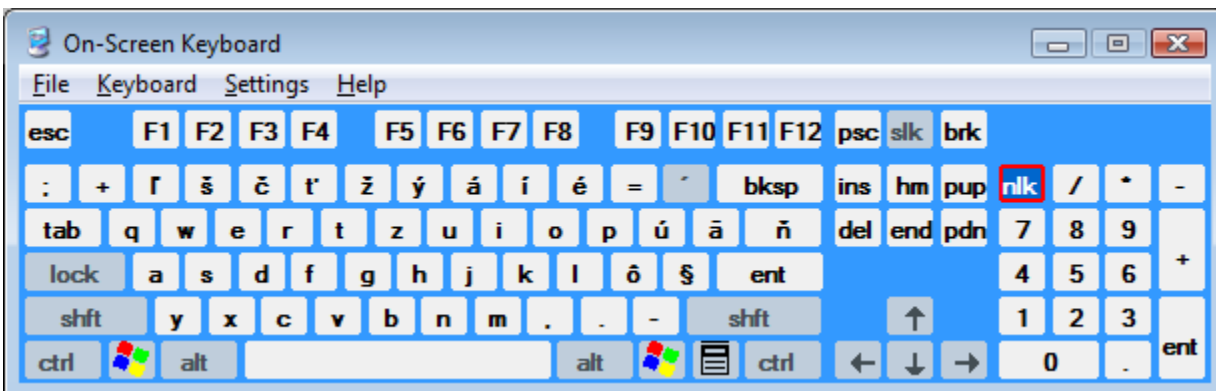 On-Screen Keyboard
File Keyboard Settings Help
esc F1 F2 F3 F4 F5 F6 F7 F8 F9 F10 F11 F12 psc slk brk
; + ľ š č ť ž ý á í é = ´ bksp ins hm pup nlk / * -
tab q w e r t z u i o p ú ä ň del end pdn 7 8 9 +
lock a s d f g h j k l ô § ent 4 5 6
shft y x c v b n m , . - shft ↑ 1 2 3 ent
ctrl alt alt ctrl ← ↓ → 0 .